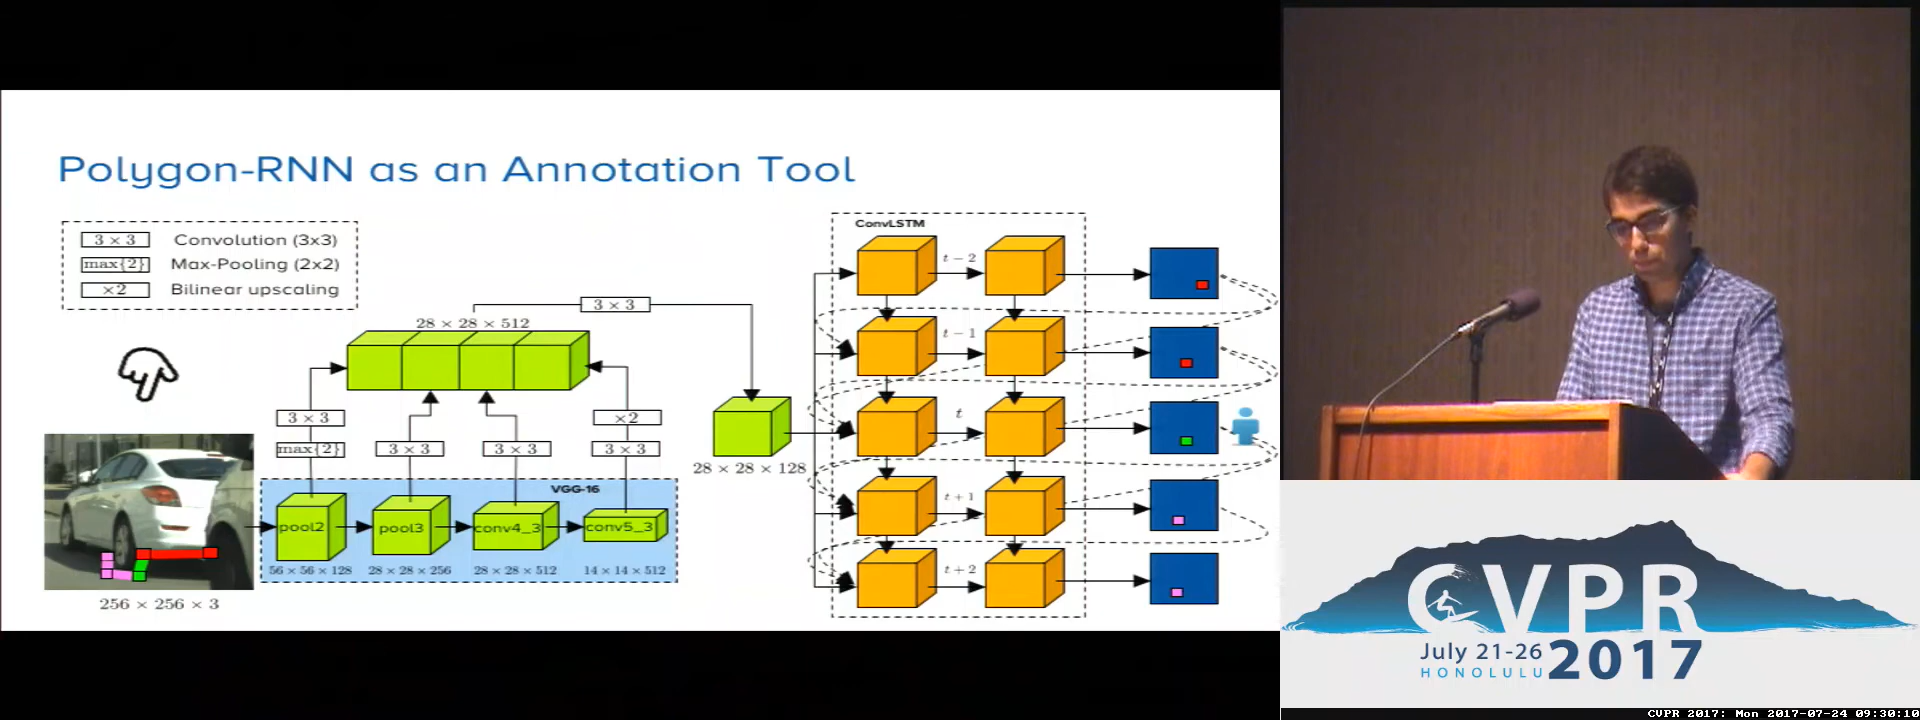 Polygon-RNN as an Annotation Tool
3 × 3 Convolution (3x3)
max{2} Max-Pooling (2x2)
×2 Bilinear upscaling
28 × 28 × 512
3 × 3
3 × 3
max{2}
3 × 3
3 × 3
×2
3 × 3
VGG-16
pool2
pool3
conv4_3
conv5_3
56 × 56 × 128
28 × 28 × 256
28 × 28 × 512
14 × 14 × 512
256 × 256 × 3
28 × 28 × 128
ConvLSTM
t − 2
t − 1
t
t + 1
t + 2
CVPR
July 21-26
HONOLULU
2017
CVPR 2017: Mon 2017-07-24 09:30:10